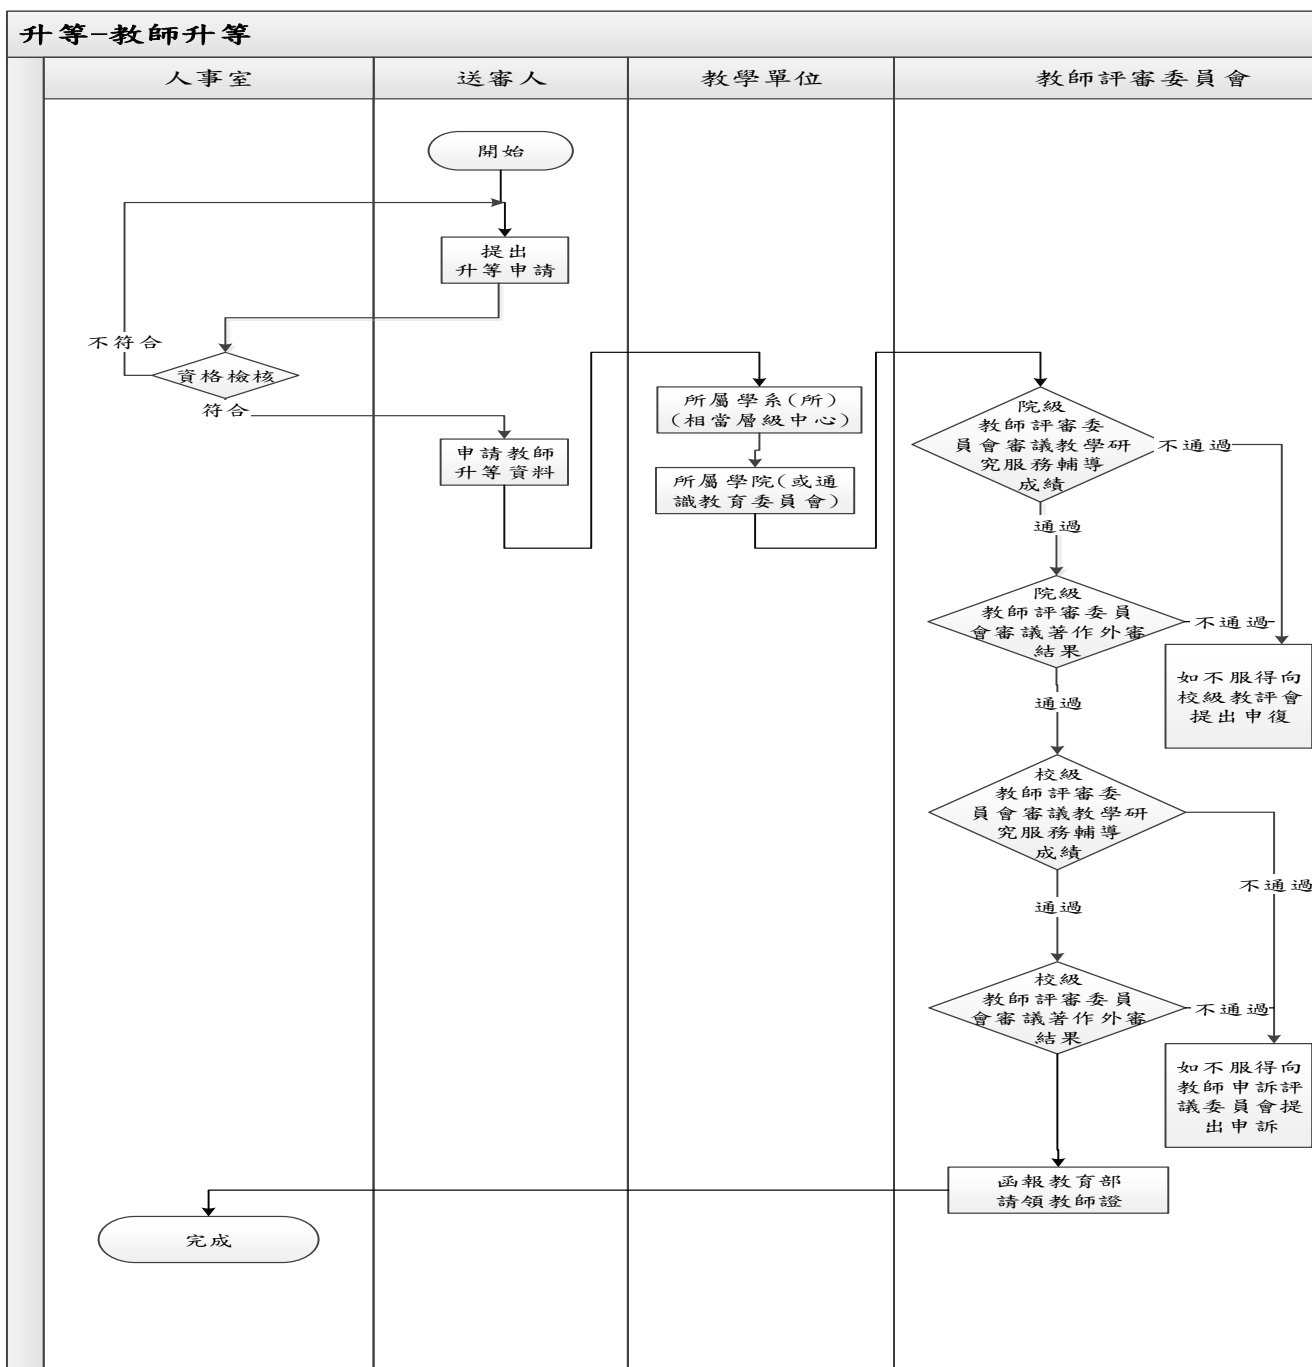 升等-教師升等
人事室
送審人
教學單位
教師評審委員會
開始
提出
升等申請
不符合
資格檢核
符合
申請教師
升等資料
所屬學系(所)
(相當層級中心)
所屬學院(或通
識教育委員會)
院級
教師評審委
員會審議教學研
究服務輔導
成績
不通過
通過
院級
教師評審委員
會審議著作外審
結果
不通過
如不服得向
校級教評會
提出申復
通過
校級
教師評審委
員會審議教學研
究服務輔導
成績
不通過
通過
校級
教師評審委員
會審議著作外審
結果
不通過
如不服得向
教師申訴評
議委員會提
出申訴
函報教育部
請領教師證
完成